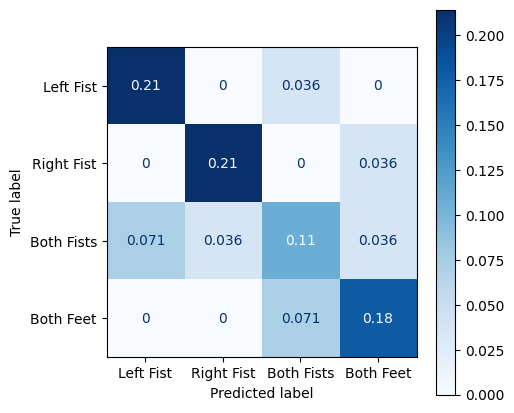 True label
Left Fist
0.21 0 0.036 0
Right Fist
0 0.21 0 0.036
Both Fists
0.071 0.036 0.11 0.036
Both Feet
0 0 0.071 0.18
Left Fist Right Fist Both Fists Both Feet
Predicted label
0.200
0.175
0.150
0.125
0.100
0.075
0.050
0.025
0.000